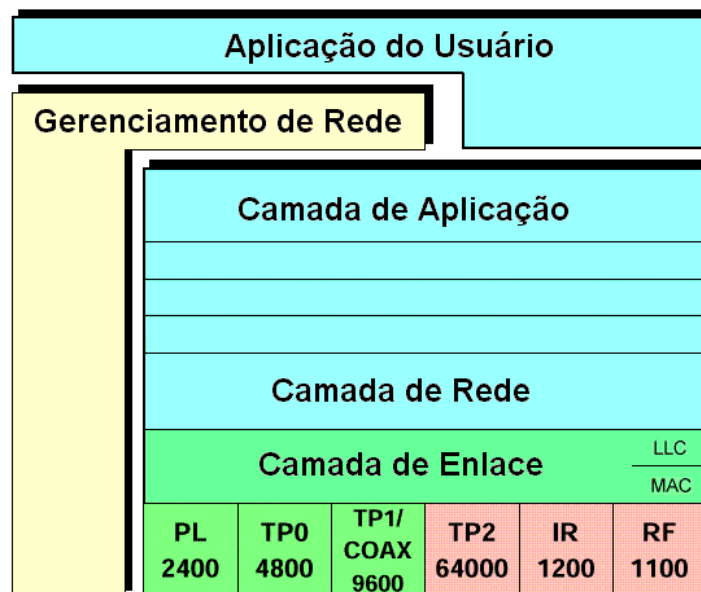 Aplicação do Usuário
Gerenciamento de Rede
Camada de Aplicação
Camada de Rede
Camada de Enlace
LLC
MAC
PL
2400
TP0
4800
TP1/
COAX
9600
TP2
64000
IR
1200
RF
1100